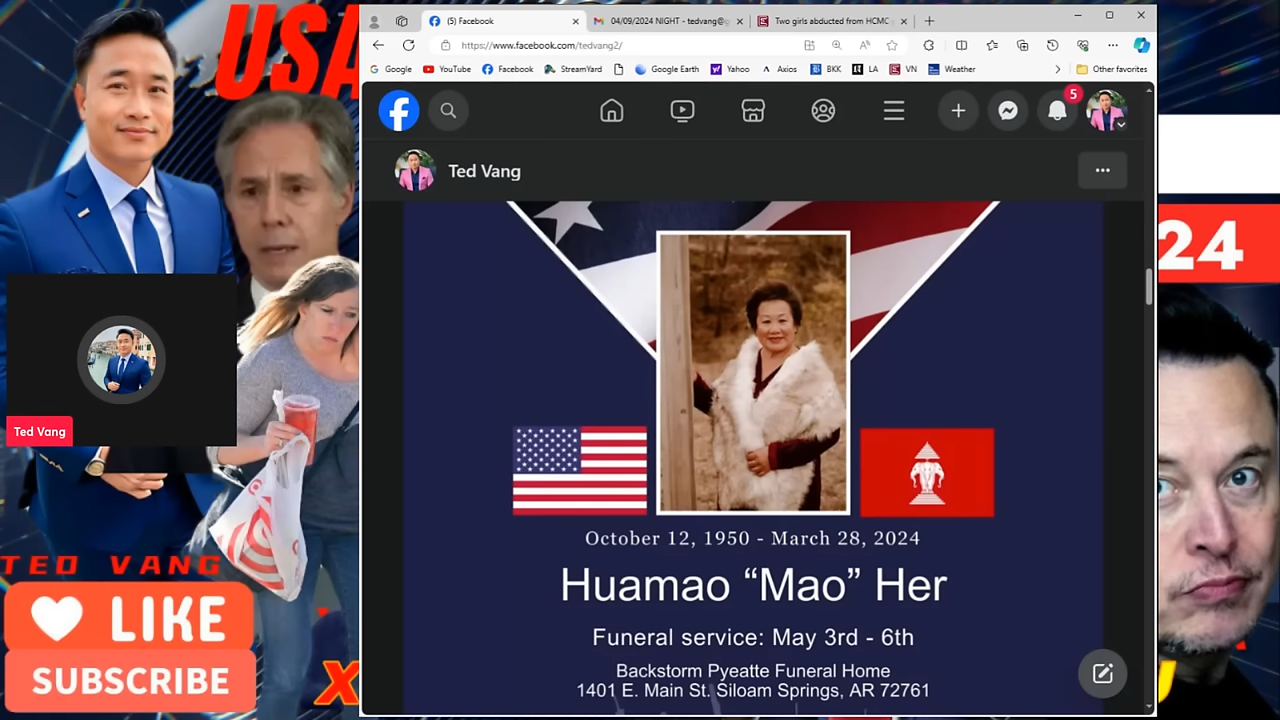 USA
(5) Facebook
04/09/2024 NIGHT - tedvang@g
Two girls abducted from HCMC
https://www.facebook.com/tedvang2/
Google
YouTube
Facebook
StreamYard
Google Earth
Yahoo
Axios
BKK
LA
VN
Weather
Other favorites
5
Ted Vang
24
Ted Vang
October 12, 1950 - March 28, 2024
Huamao “Mao” Her
Funeral service: May 3rd - 6th
Backstorm Pyeatte Funeral Home
1401 E. Main St. Siloam Springs, AR 72761
TED VANG
LIKE
SUBSCRIBE